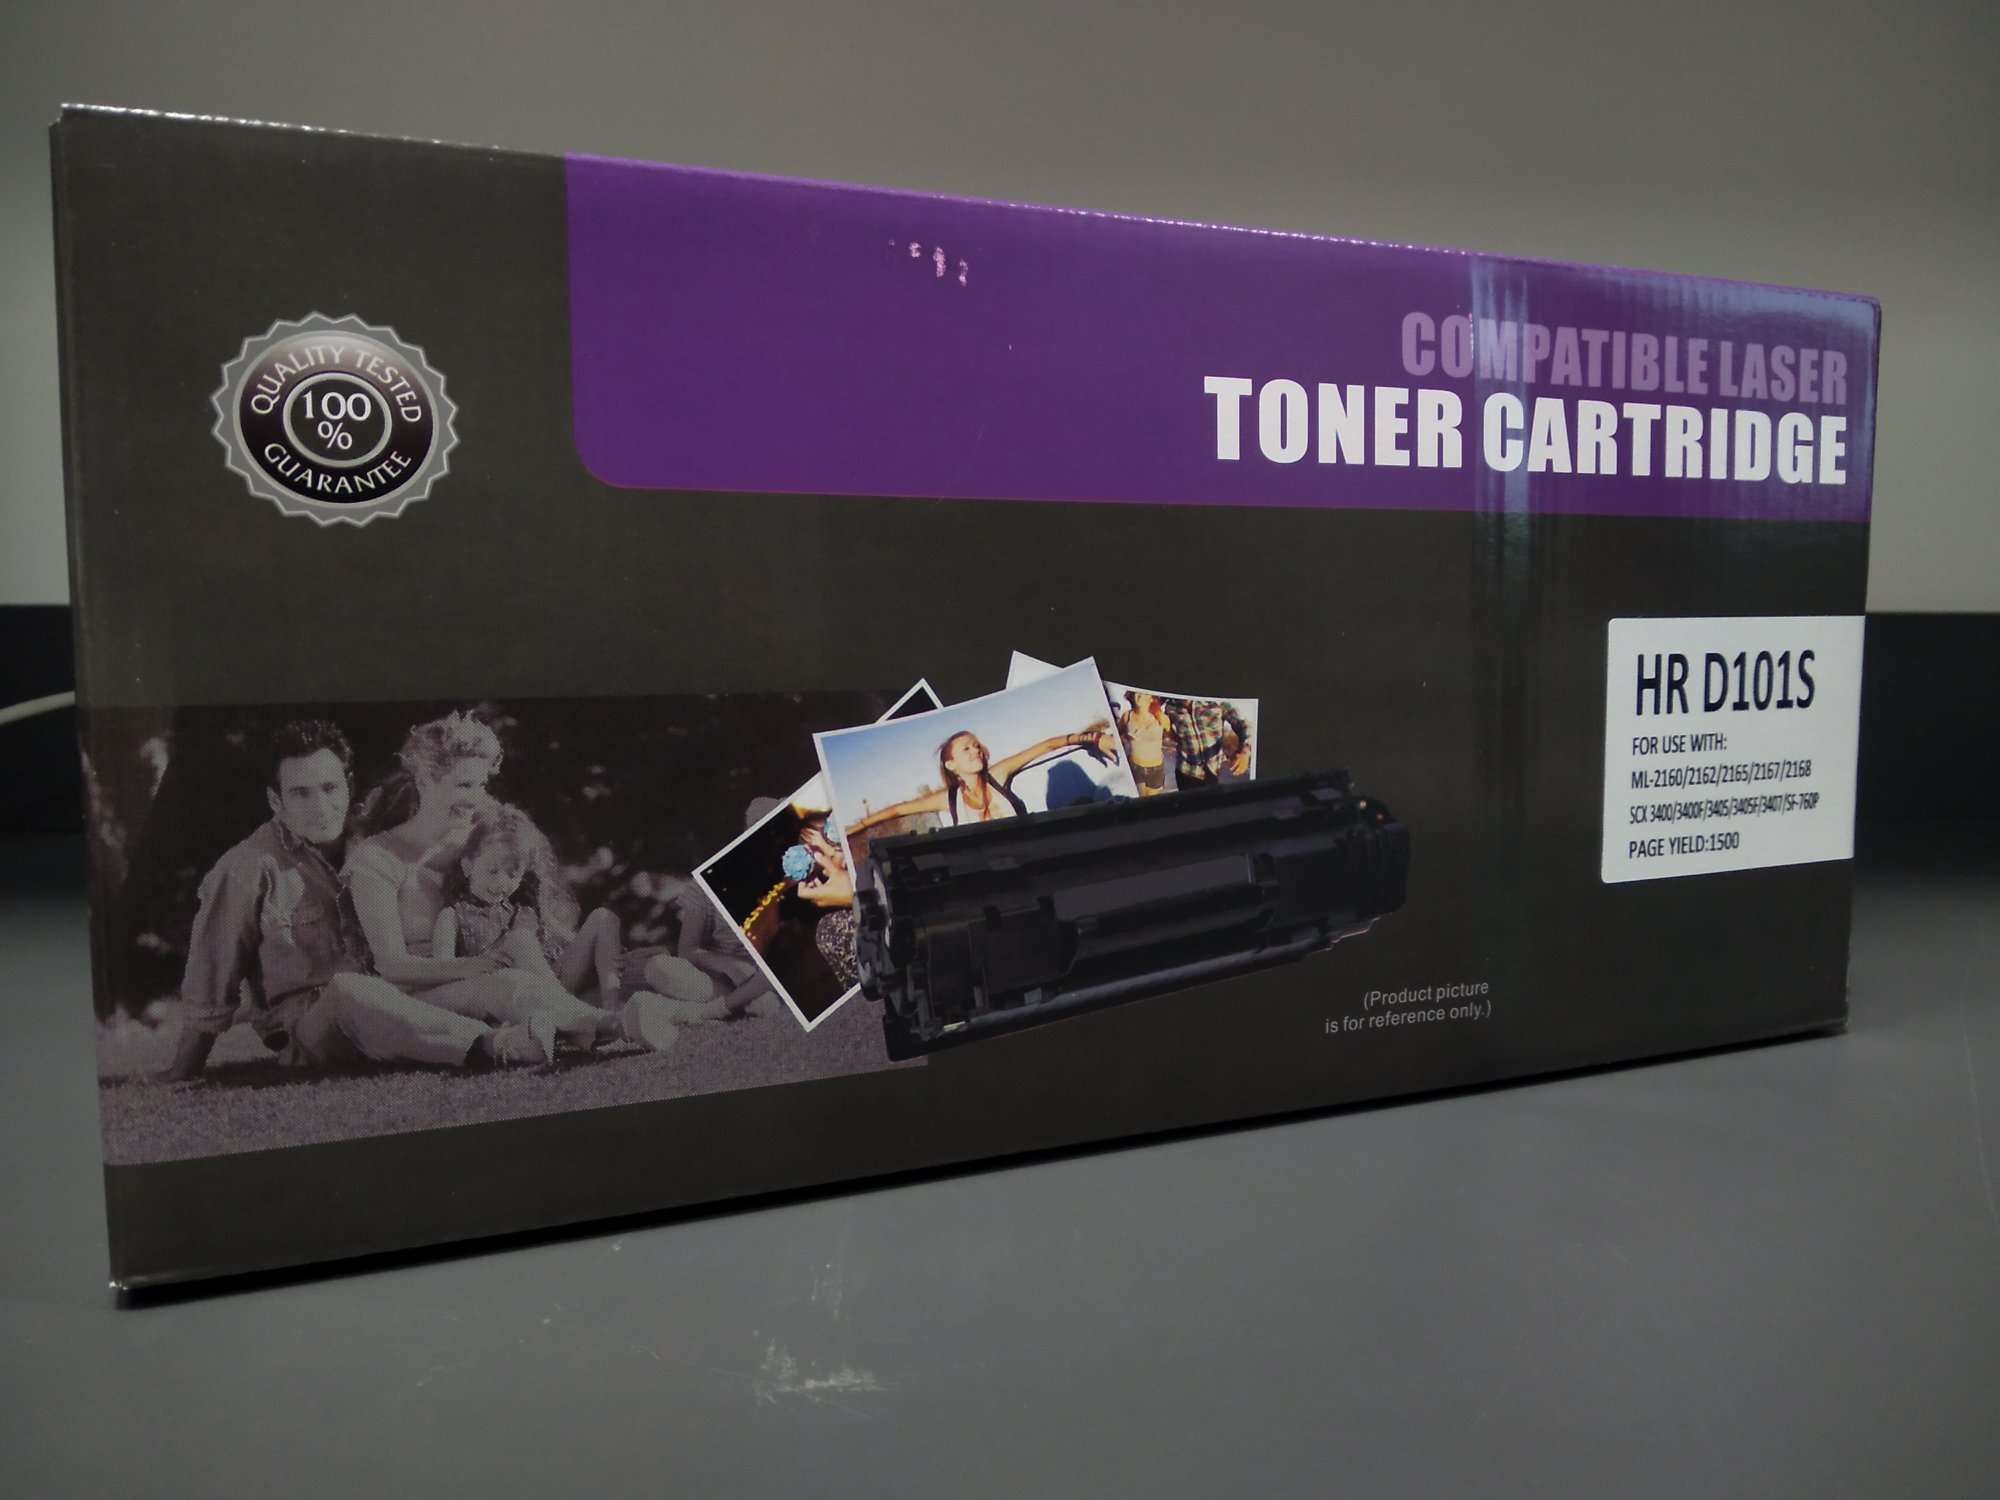 QUALITY TESTED
100
%
GUARANTEE
COMPATIBLE LASER
TONER CARTRIDGE
HR D101S
FOR USE WITH:
ML-2160/2162/2165/2167/2168
SCX 3400/3400F/3405/3405F/3407/SF-760P
PAGE YIELD:1500
(Product picture
is for reference only.)